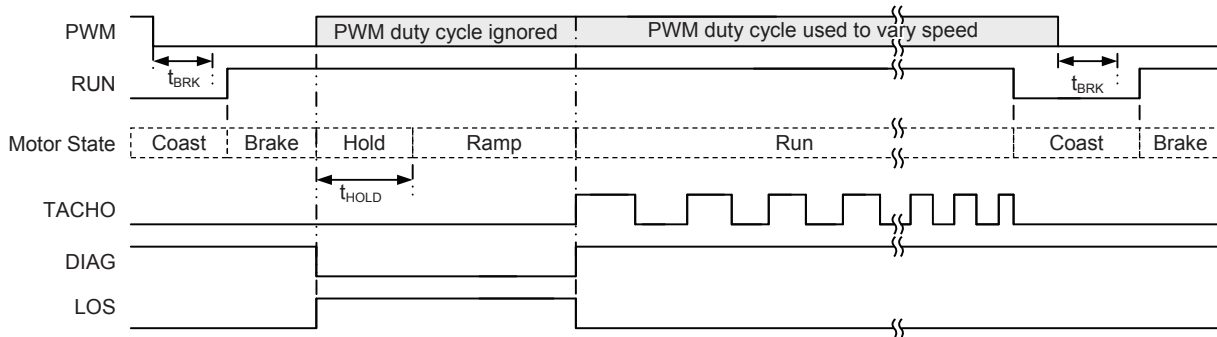 PWM
PWM duty cycle ignored
PWM duty cycle used to vary speed
tBRK
tBRK
RUN
Motor State
Coast
Brake
Hold
Ramp
Run
Coast
Brake
tHOLD
TACHO
DIAG
LOS